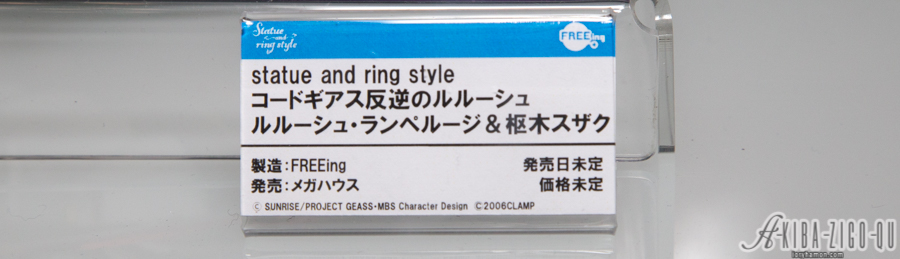 Statue
and
ring style
FREEing
statue and ring style
コードギアス反逆のルルーシュ
ルルーシュ・ランペルージ&枢木スザク
製造:FREEing
発売日未定
発売:メガハウス
価格未定
© SUNRISE/PROJECT GEASS・MBS Character Design ©2006CLAMP
A-KIBA-ZIGO-QU